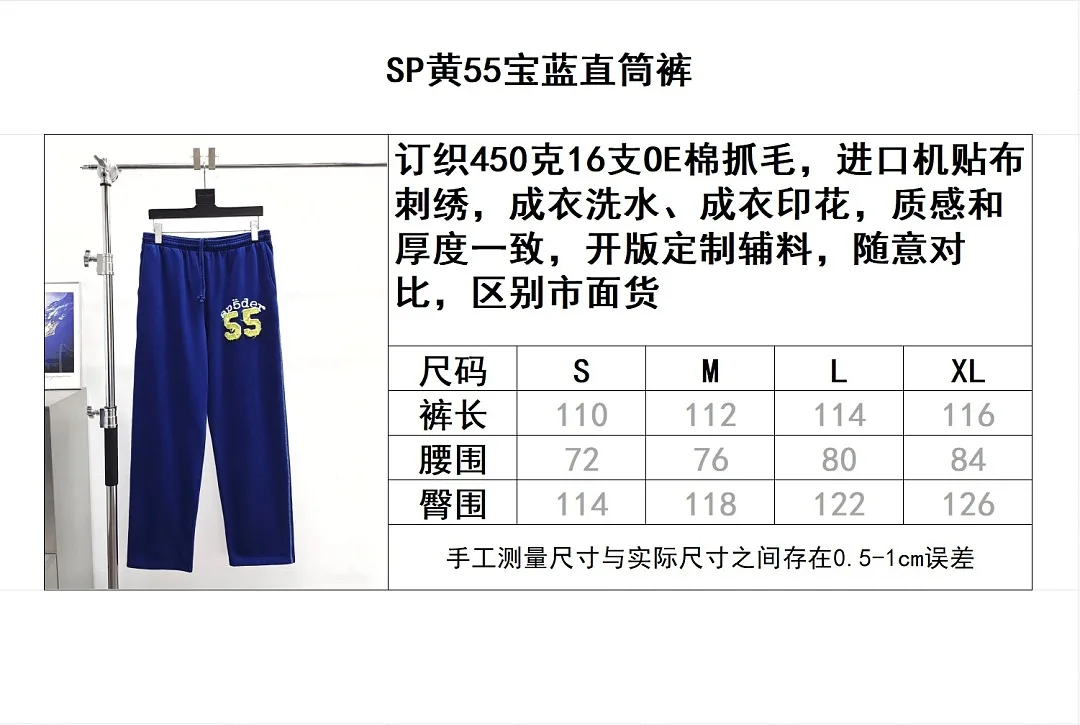 SP黄55宝蓝直筒裤
订织450克16支OE棉抓毛，进口机贴布
刺绣，成衣洗水、成衣印花，质感和
厚度一致，开版定制辅料，随意对
比，区别市面货
尺码 S M L XL
裤长 110 112 114 116
腰围 72 76 80 84
臀围 114 118 122 126
手工测量尺寸与实际尺寸之间存在0.5-1cm误差
spöder
55